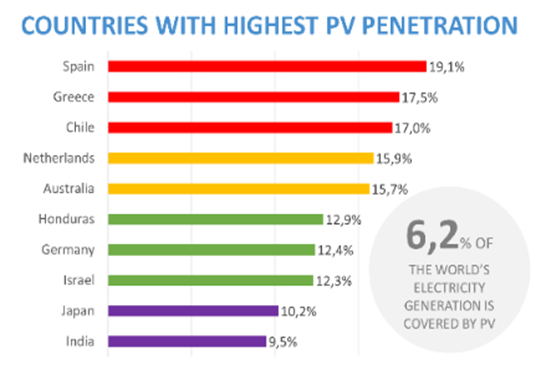 COUNTRIES WITH HIGHEST PV PENETRATION
Spain 19,1%
Greece 17,5%
Chile 17,0%
Netherlands 15,9%
Australia 15,7%
Honduras 12,9%
Germany 12,4%
Israel 12,3%
Japan 10,2%
India 9,5%
6,2% OF
THE WORLD'S
ELECTRICITY
GENERATION IS
COVERED BY PV